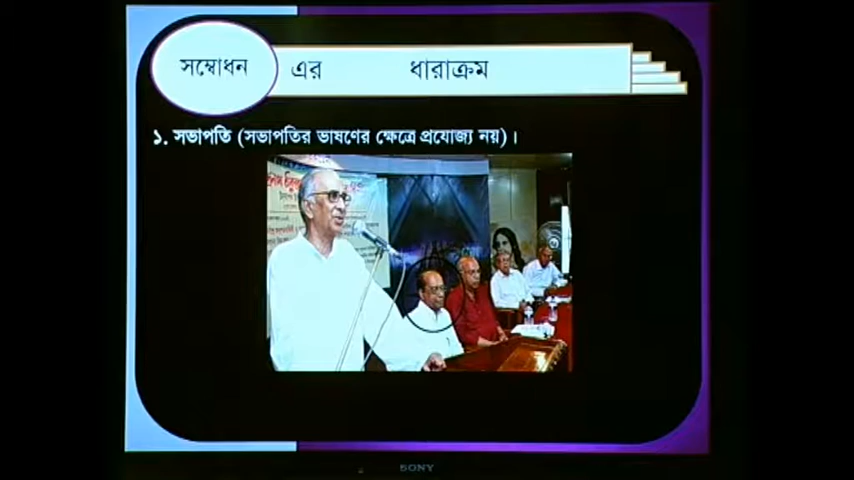 সম্বোধন এর ধারাক্রম
১. সভাপতি (সভাপতির ভাষণের ক্ষেত্রে প্রযোজ্য নয়)।
SONY